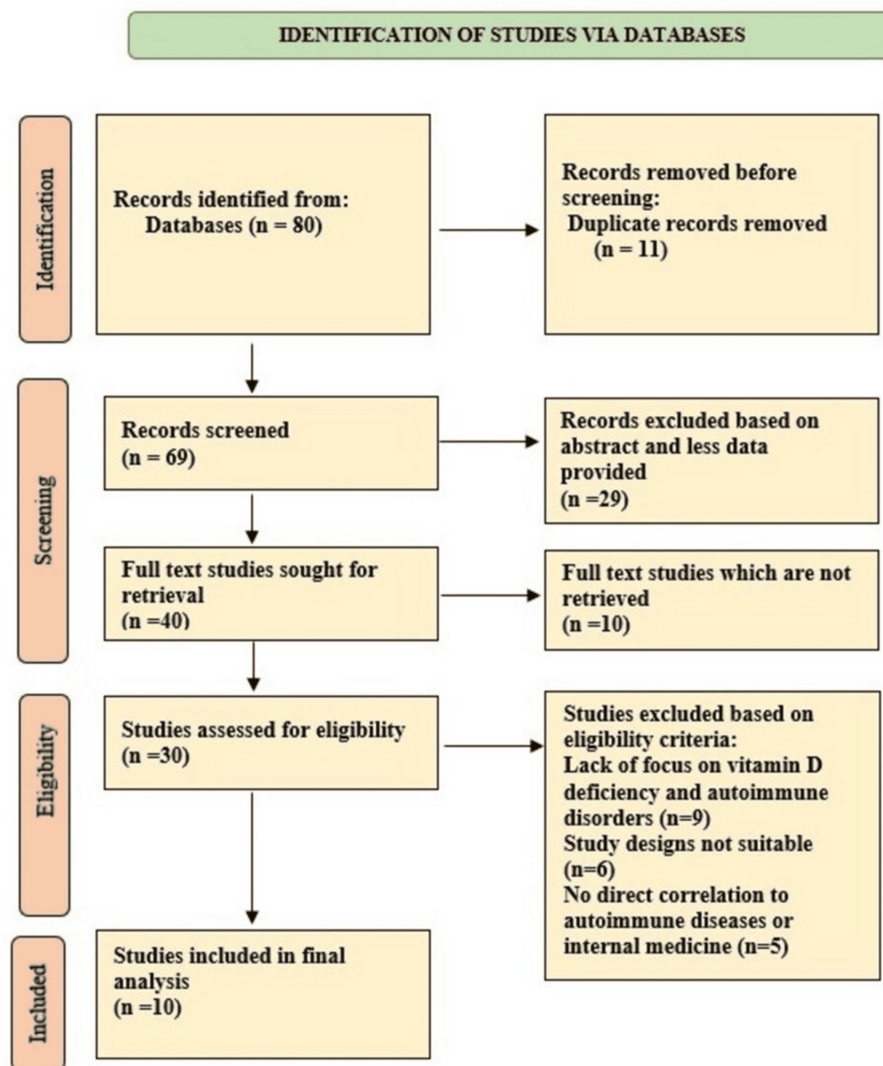 IDENTIFICATION OF STUDIES VIA DATABASES
Identification
Records identified from:
Databases (n = 80)
Records removed before
screening:
Duplicate records removed
(n = 11)
Screening
Records screened
(n = 69)
Records excluded based on
abstract and less data
provided
(n =29)
Full text studies sought for
retrieval
(n =40)
Full text studies which are not
retrieved
(n =10)
Eligibility
Studies assessed for eligibility
(n =30)
Studies excluded based on
eligibility criteria:
Lack of focus on vitamin D
deficiency and autoimmune
disorders (n=9)
Study designs not suitable
(n=6)
No direct correlation to
autoimmune diseases or
internal medicine (n=5)
Included
Studies included in final
analysis
(n =10)